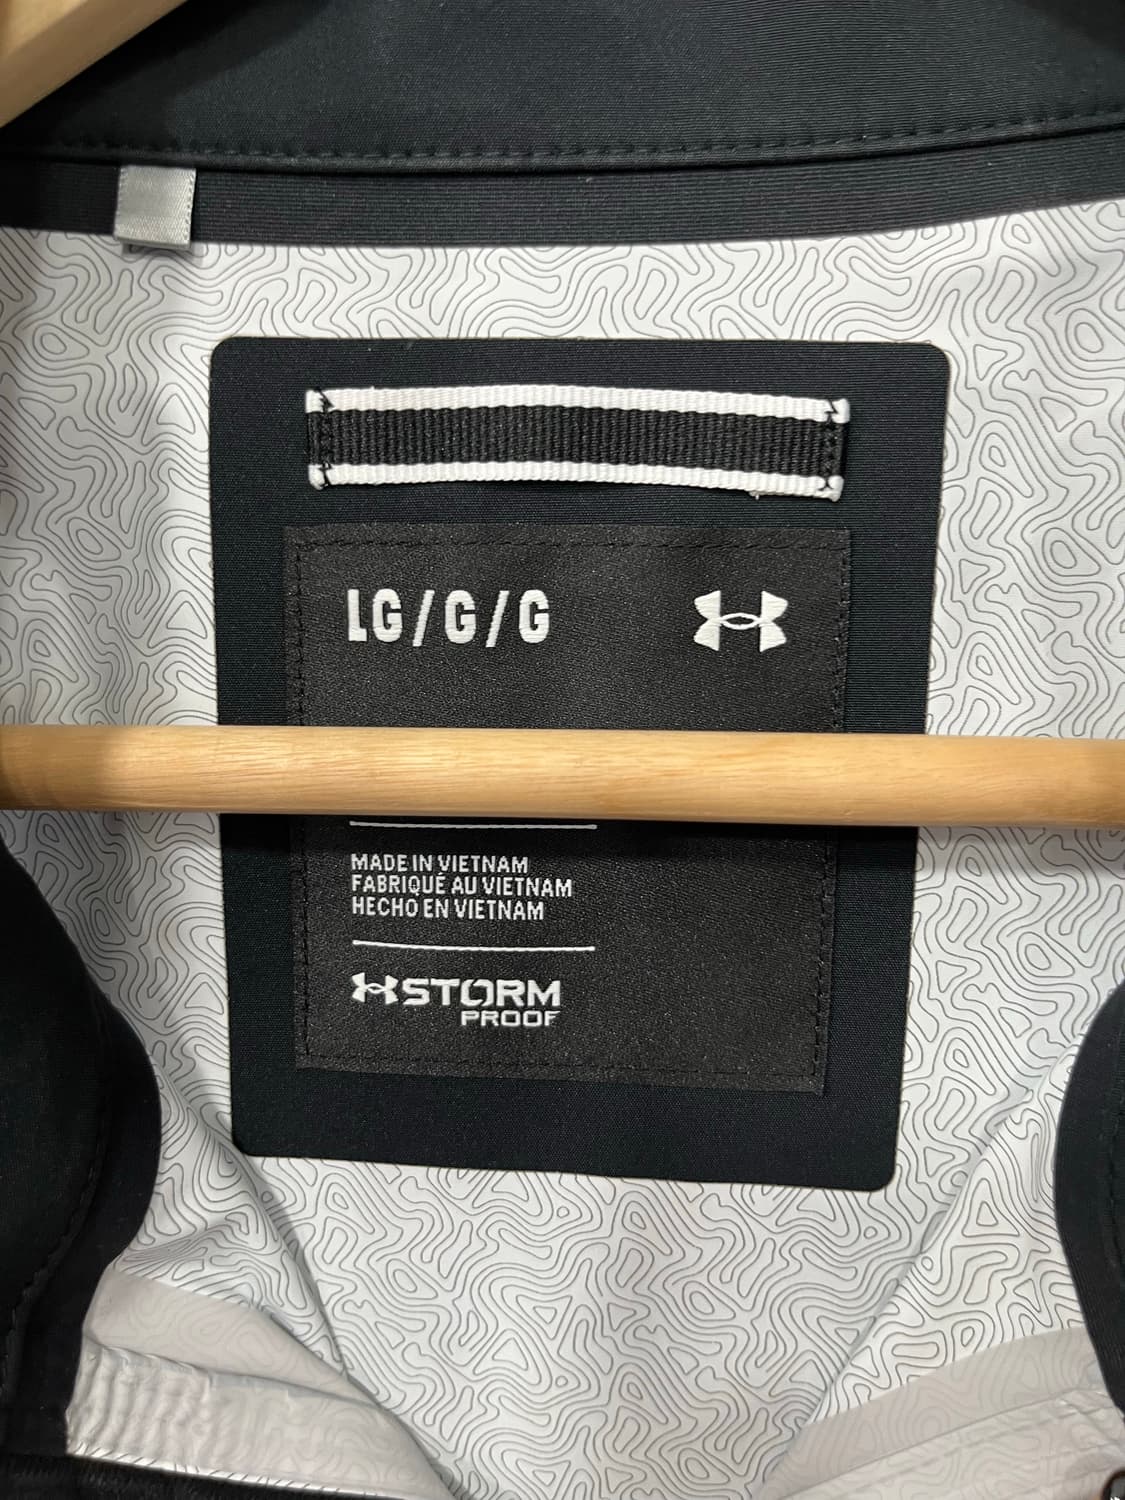 LG/G/G
MADE IN VIETNAM
FABRIQUÉ AU VIETNAM
HECHO EN VIETNAM
STORM
PROOF